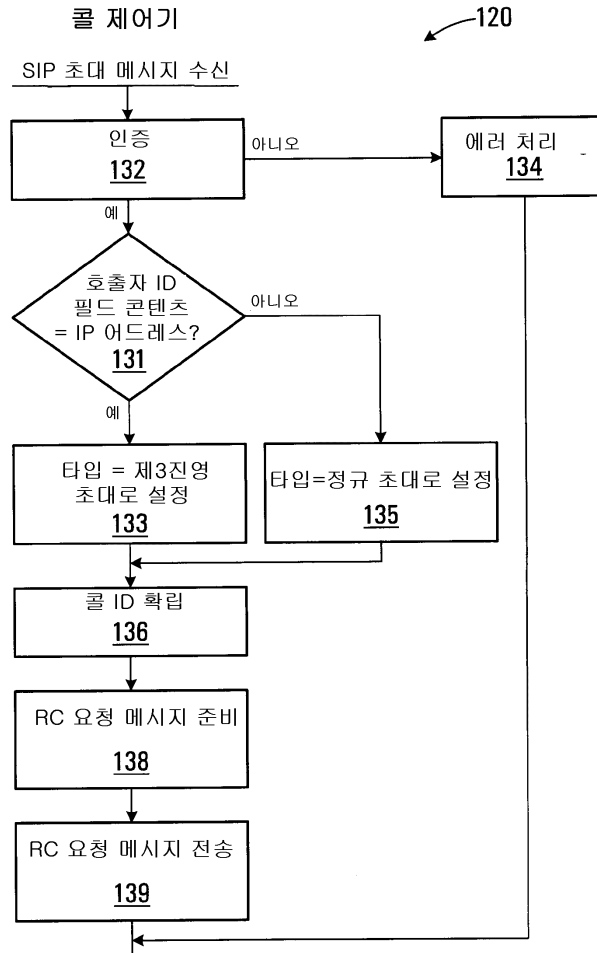 콜 제어기
120
SIP 초대 메시지 수신
인증
132
아니오
에러 처리
134
예
호출자 ID
필드 콘텐츠
= IP 어드레스?
131
아니오
예
타입 = 제3진영
초대로 설정
133
타입=정규 초대로 설정
135
콜 ID 확립
136
RC 요청 메시지 준비
138
RC 요청 메시지 전송
139